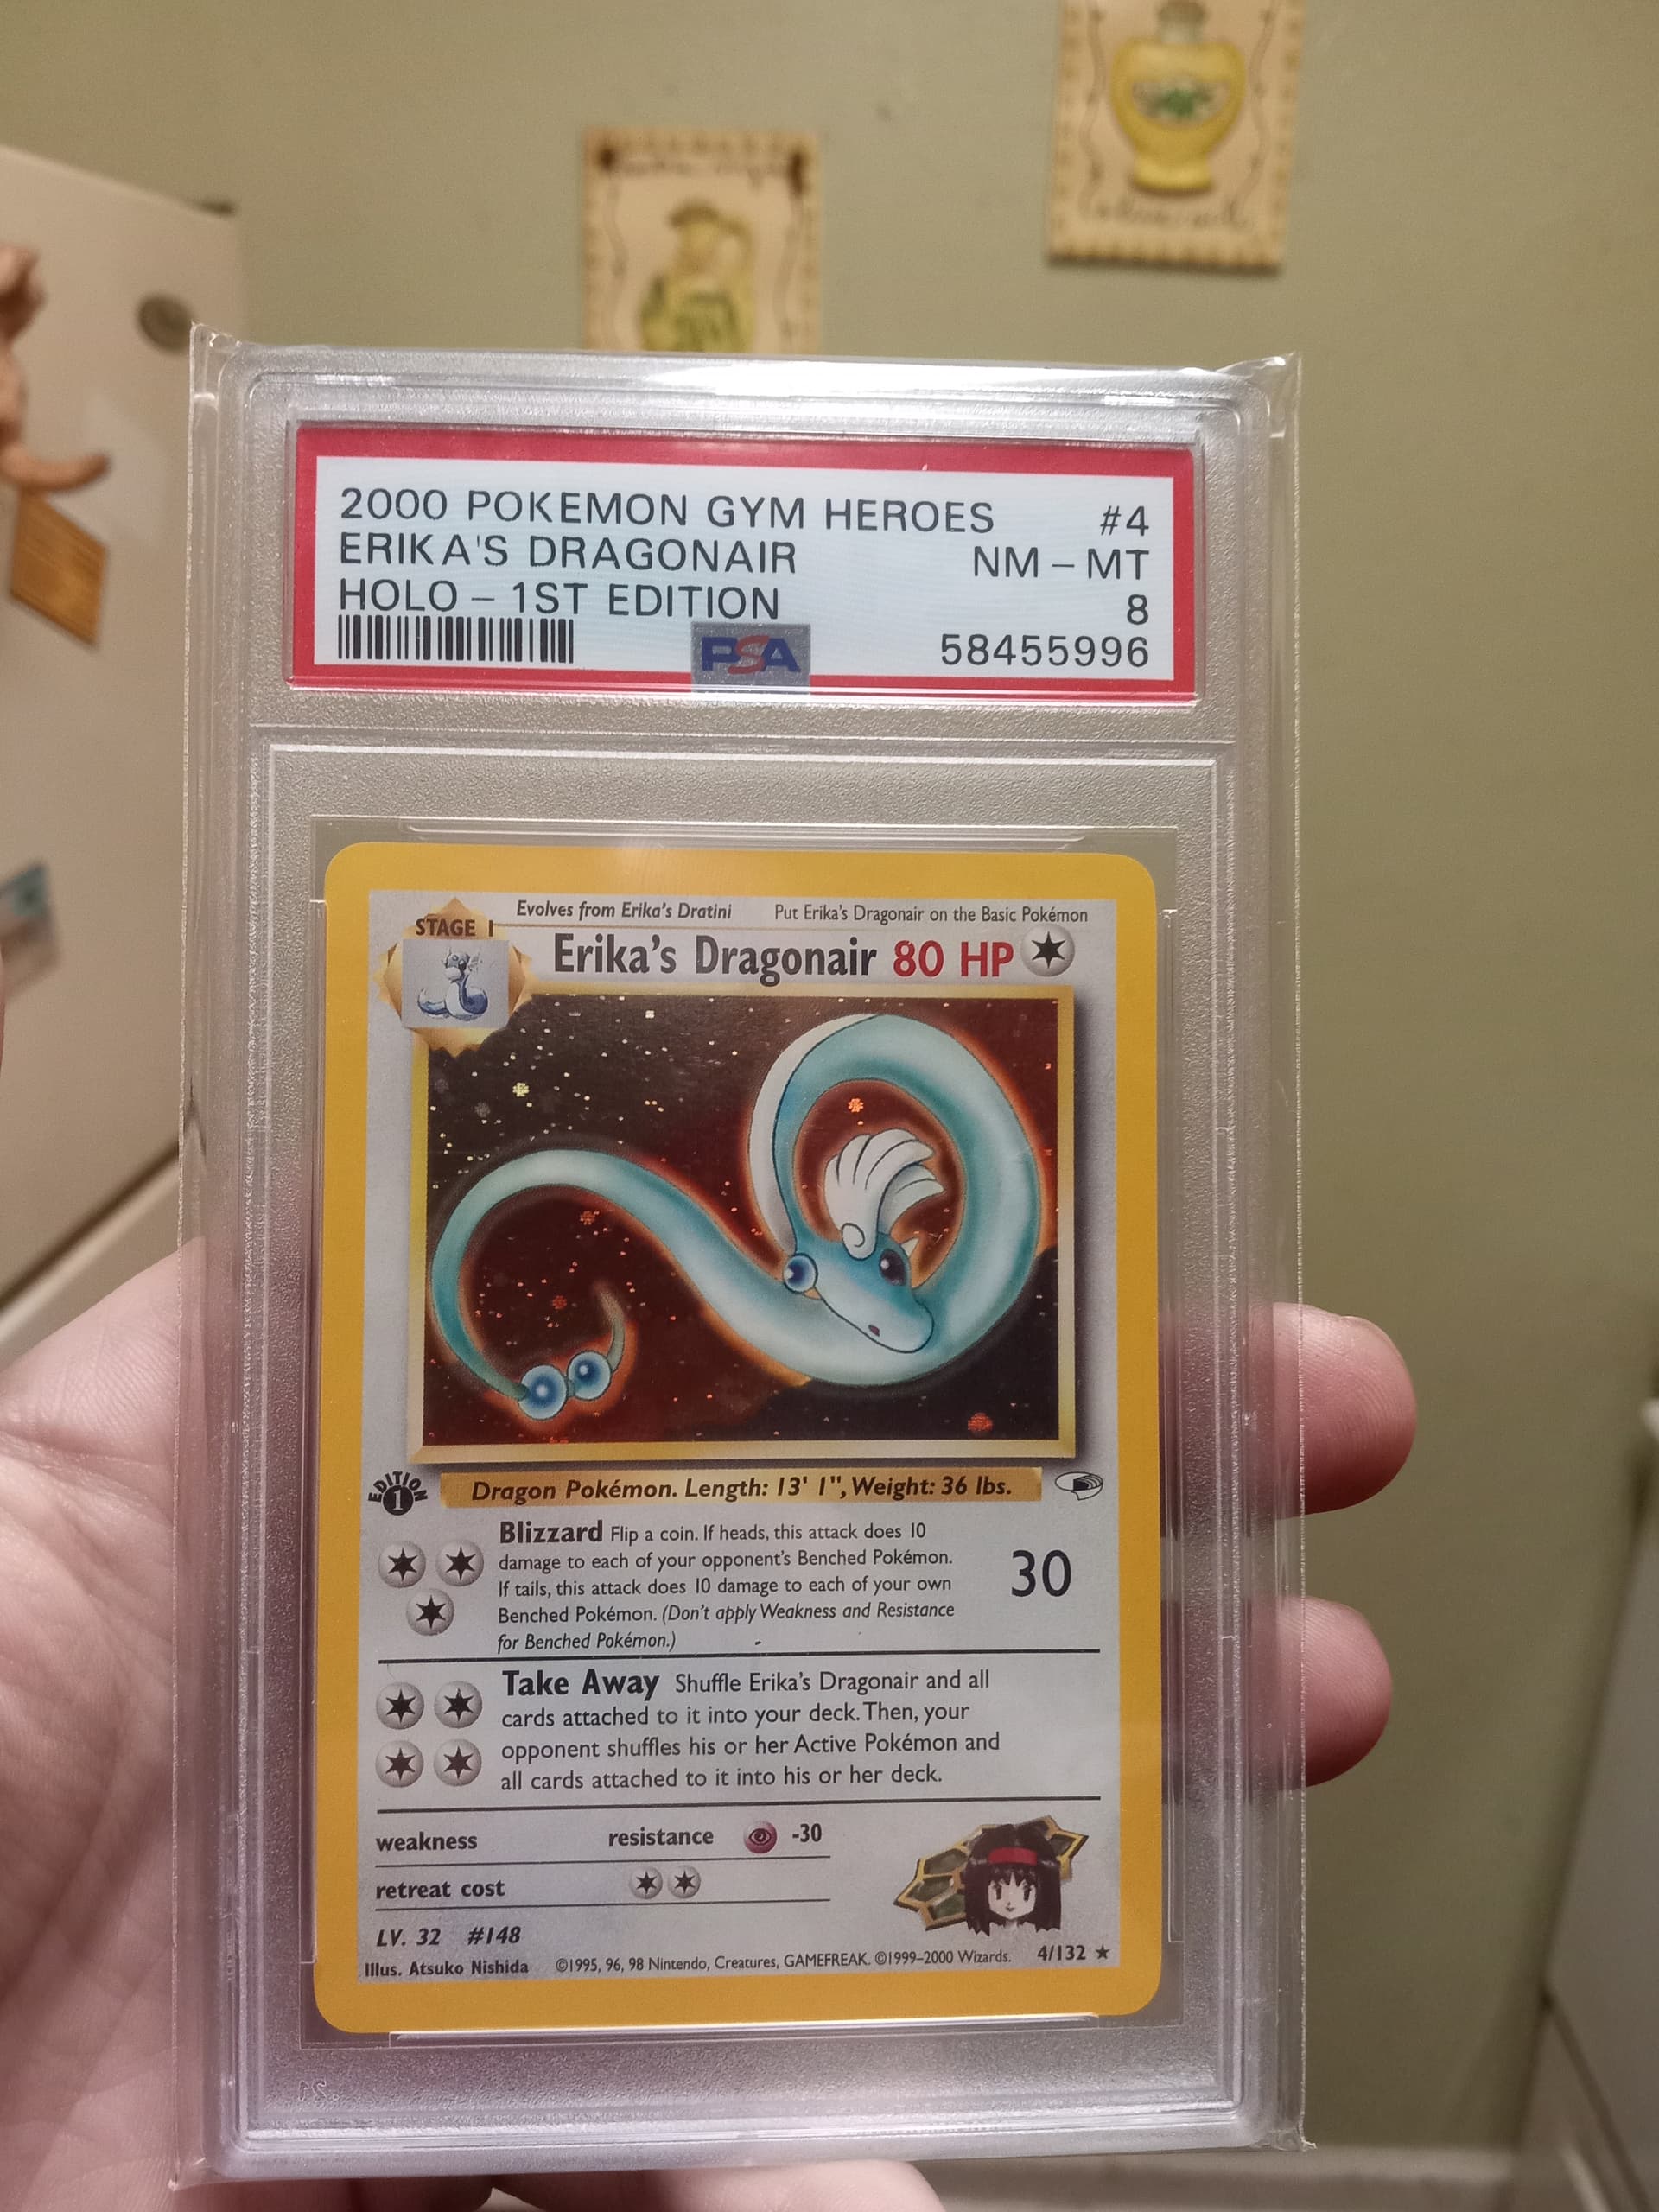 2000 POKEMON GYM HEROES #4
ERIKA'S DRAGONAIR NM – MT
HOLO – 1ST EDITION 8
PSA 58455996
Evolves from Erika's Dratini Put Erika's Dragonair on the Basic Pokémon
STAGE 1
Erika's Dragonair 80 HP
EDITION
1
Dragon Pokémon. Length: 13' 1", Weight: 36 lbs.
Blizzard Flip a coin. If heads, this attack does 10
damage to each of your opponent's Benched Pokémon.
If tails, this attack does 10 damage to each of your own
Benched Pokémon. (Don't apply Weakness and Resistance
for Benched Pokémon.)
30
Take Away Shuffle Erika's Dragonair and all
cards attached to it into your deck. Then, your
opponent shuffles his or her Active Pokémon and
all cards attached to it into his or her deck.
weakness resistance -30
retreat cost
LV. 32 #148
Illus. Atsuko Nishida ©1995, 96, 98 Nintendo, Creatures, GAMEFREAK. ©1999–2000 Wizards. 4/132 ★